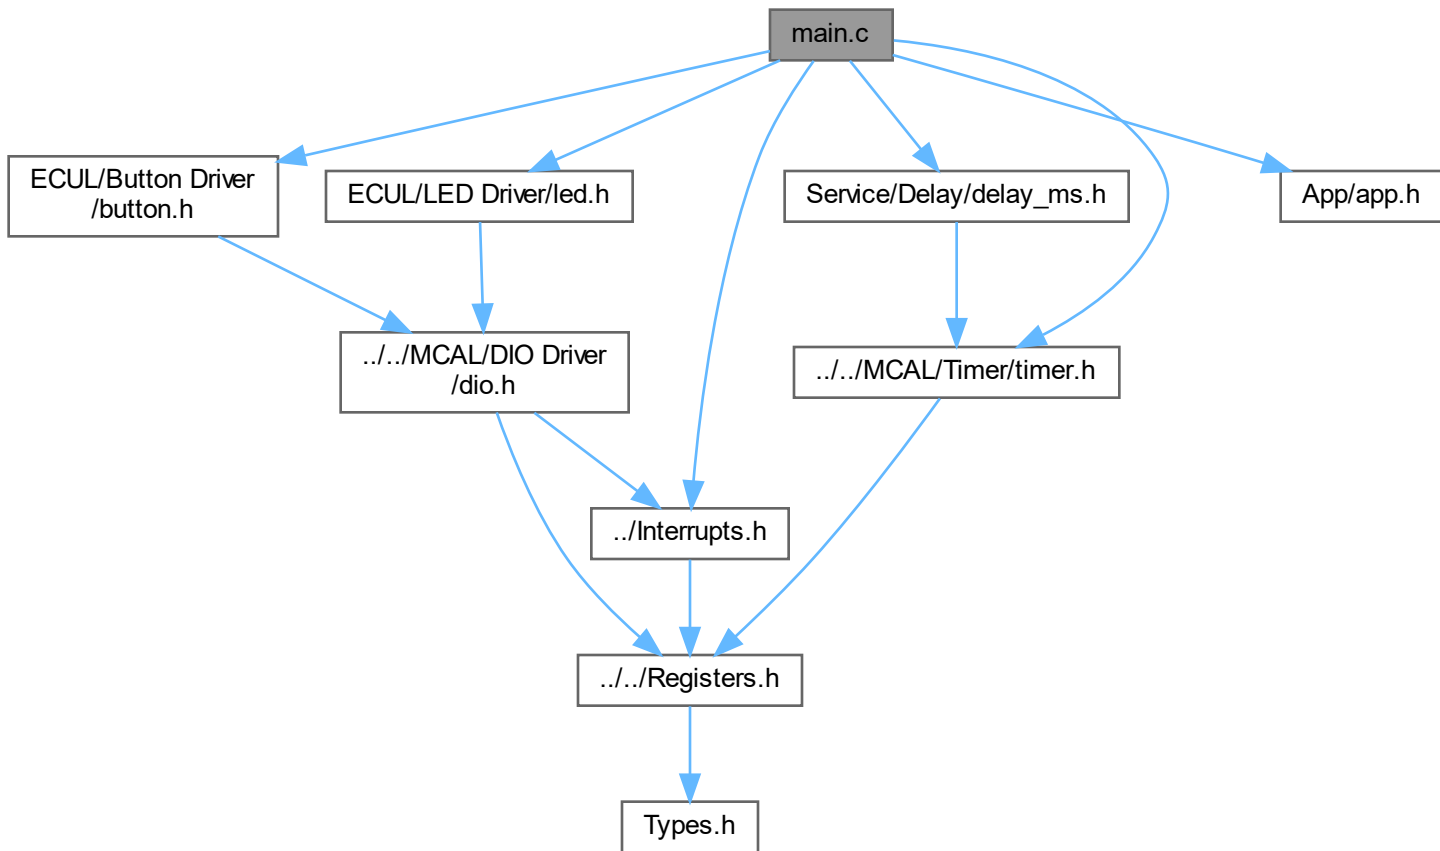 main.c
ECUL/Button Driver
/button.h
ECUL/LED Driver/led.h
Service/Delay/delay_ms.h
App/app.h
../../MCAL/DIO Driver
/dio.h
../../MCAL/Timer/timer.h
../Interrupts.h
../../Registers.h
Types.h